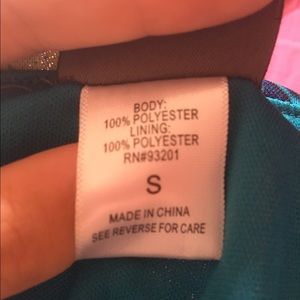 BODY:
100% POLYESTER
LINING:
100% POLYESTER
RN#93201
S
MADE IN CHINA
SEE REVERSE FOR CARE